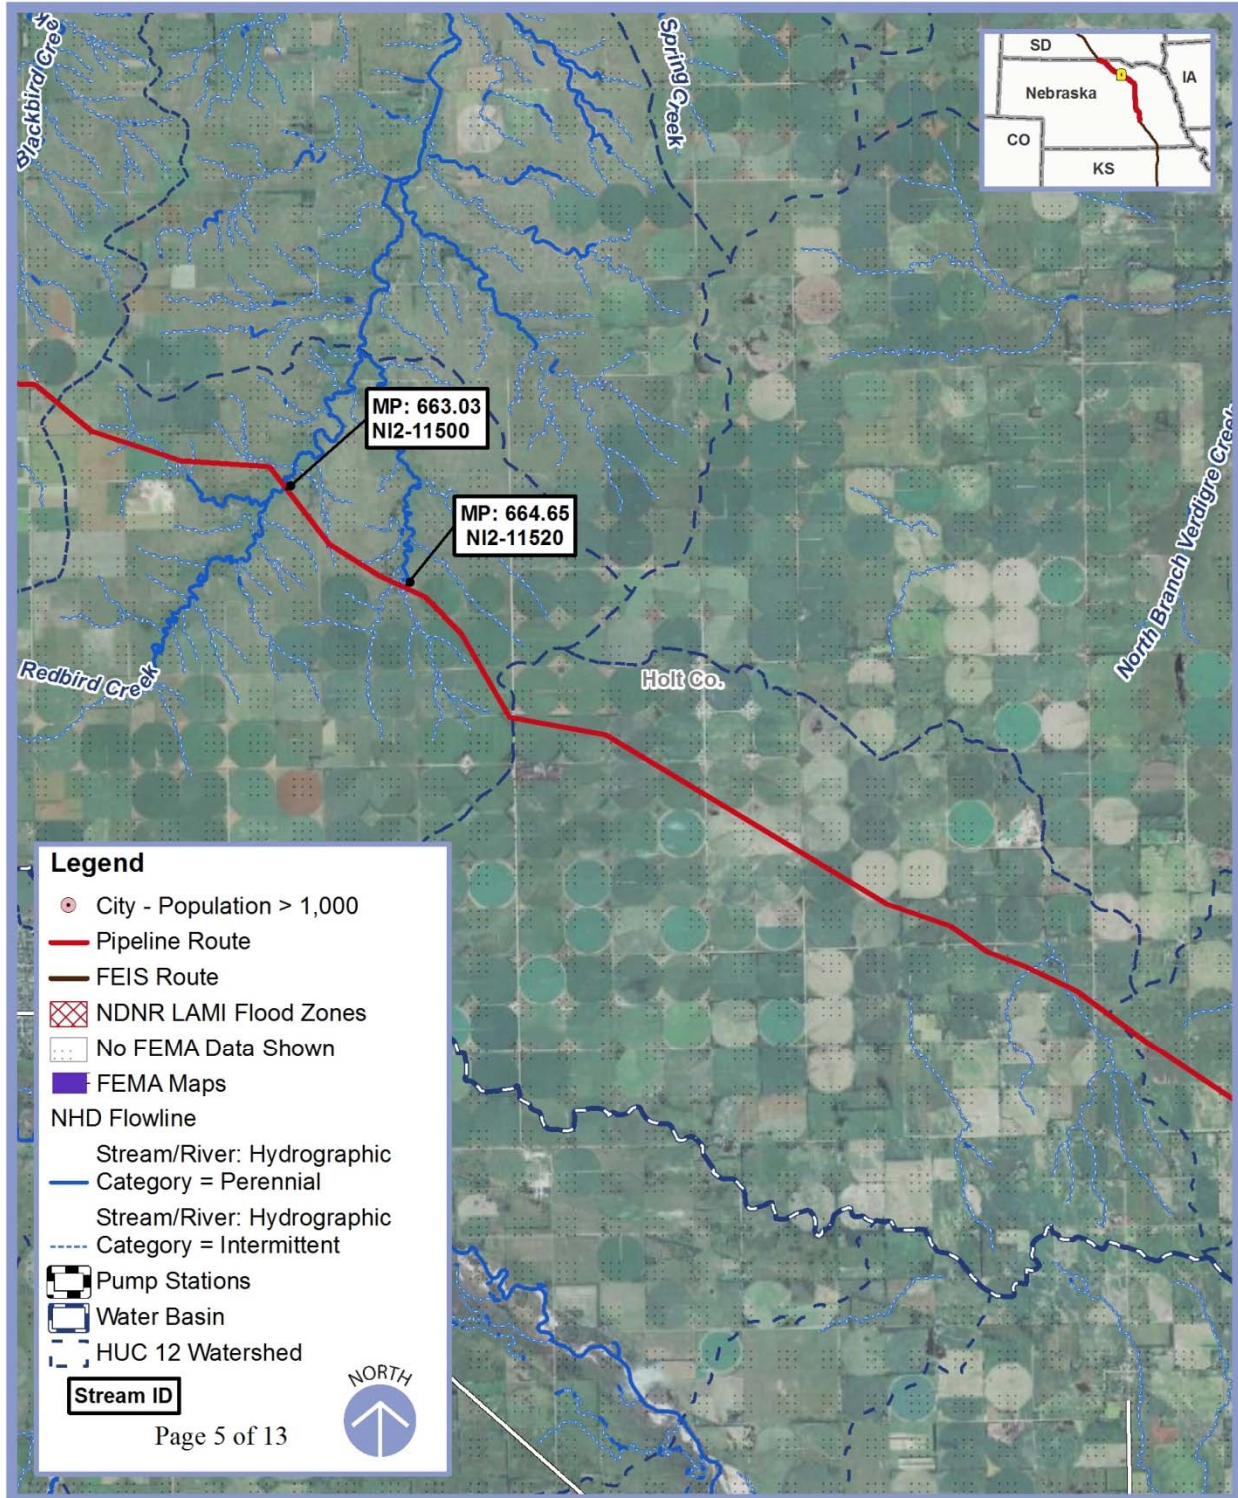 Blackbird Creek
Spring Creek
SD
IA
Nebraska
CO
KS
MP: 663.03
NI2-11500
MP: 664.65
NI2-11520
North Branch Verdigre Creek
Redbird Creek
Holt Co.
Legend
City - Population > 1,000
Pipeline Route
FEIS Route
NDNR LAMI Flood Zones
No FEMA Data Shown
FEMA Maps
NHD Flowline
Stream/River: Hydrographic
Category = Perennial
Stream/River: Hydrographic
Category = Intermittent
Pump Stations
Water Basin
HUC 12 Watershed
Stream ID
NORTH
Page 5 of 13